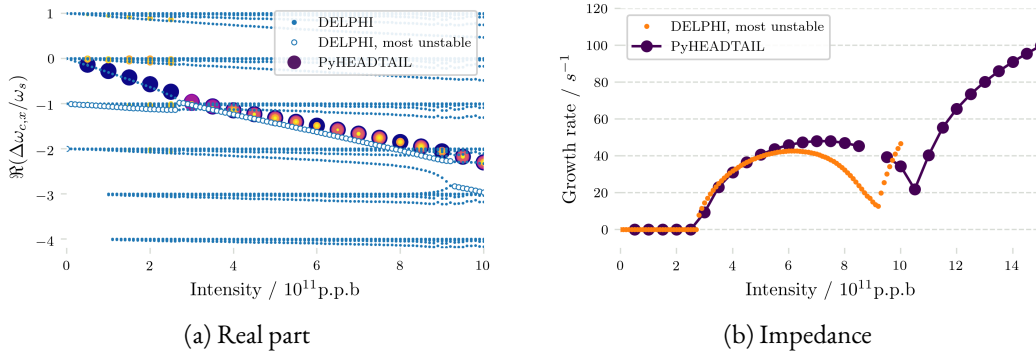 1
0
−1
−2
−3
−4
ℜ(Δω_{c,x}/ω_s)
DELPHI
DELPHI, most unstable
PyHEADTAIL
0
2
4
6
8
10
Intensity / 10^{11}p.p.b
(a) Real part
120
100
80
60
40
20
0
Growth rate / s^{−1}
DELPHI, most unstable
PyHEADTAIL
0
2
4
6
8
10
12
14
Intensity / 10^{11}p.p.b
(b) Impedance